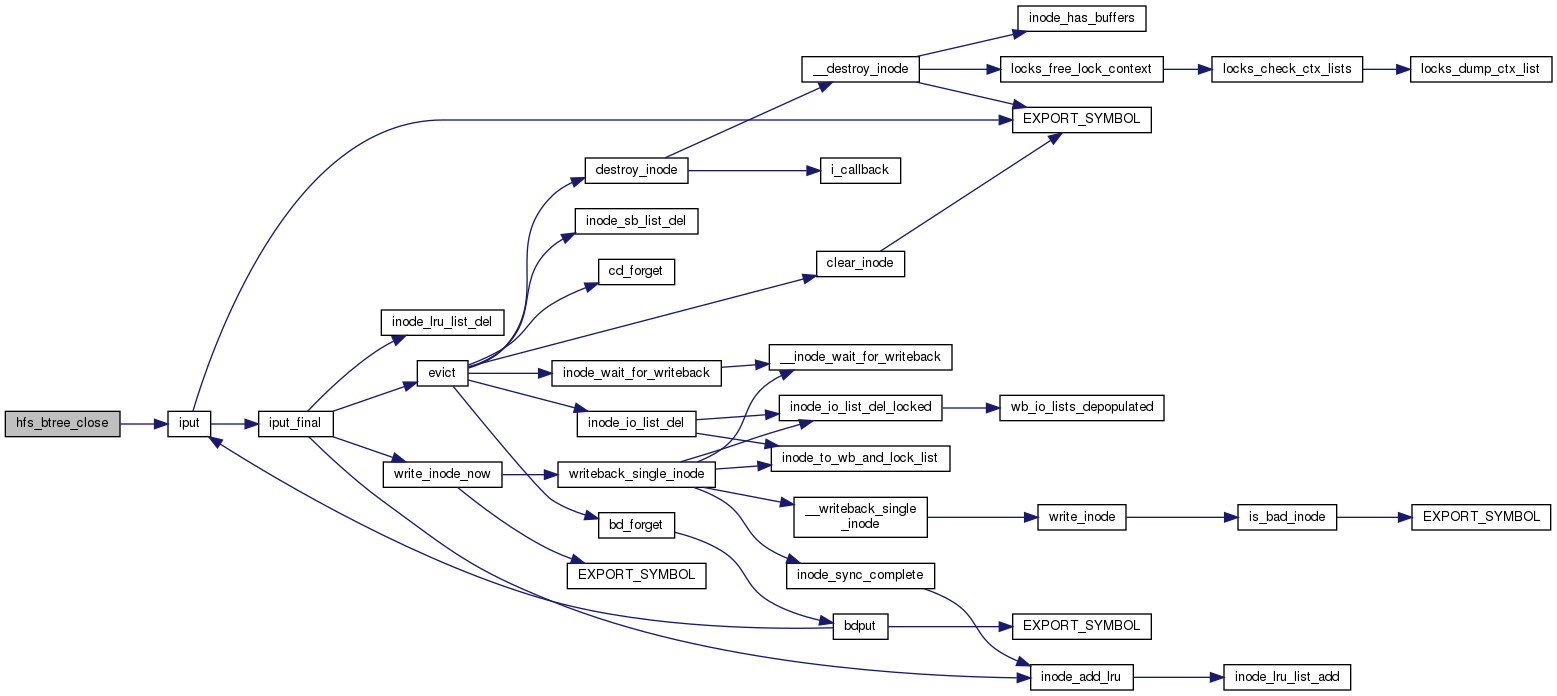 inode_has_buffers
__destroy_inode
locks_free_lock_context
locks_check_ctx_lists
locks_dump_ctx_list
EXPORT_SYMBOL
destroy_inode
i_callback
inode_sb_list_del
clear_inode
cd_forget
inode_lru_list_del
__inode_wait_for_writeback
evict
inode_wait_for_writeback
inode_io_list_del_locked
wb_io_lists_depopulated
hfs_btree_close
iput
iput_final
inode_io_list_del
inode_to_wb_and_lock_list
write_inode_now
writeback_single_inode
__writeback_single
_inode
write_inode
is_bad_inode
EXPORT_SYMBOL
bd_forget
EXPORT_SYMBOL
inode_sync_complete
bdput
EXPORT_SYMBOL
inode_add_lru
inode_lru_list_add